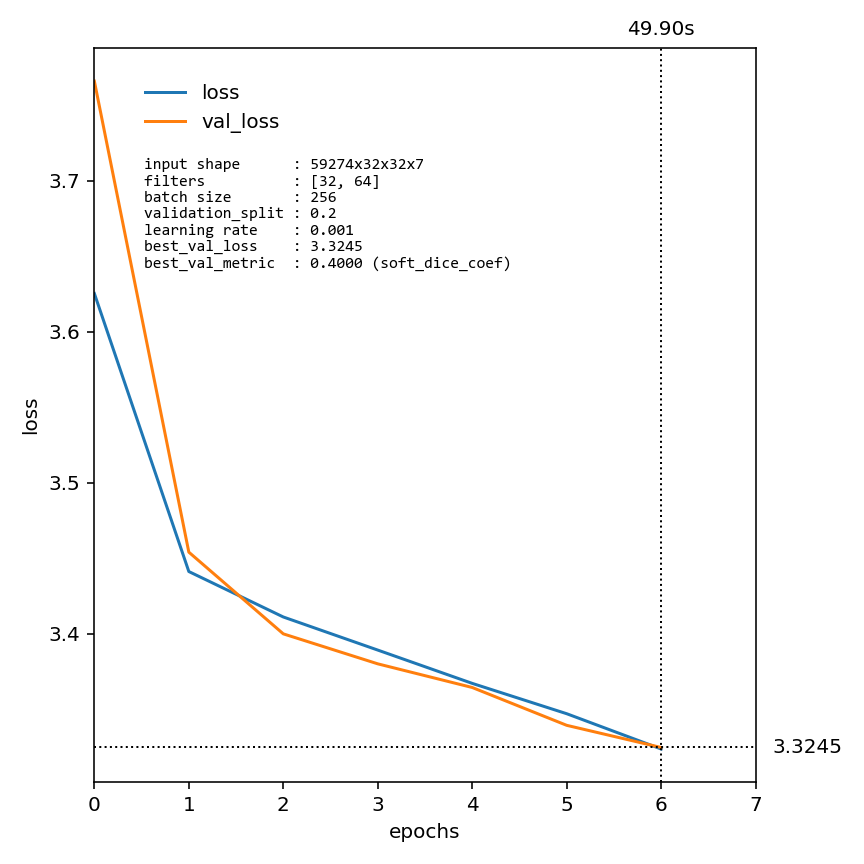 49.90s
loss
val_loss
input shape      : 59274x32x32x7
filters          : [32, 64]
batch size       : 256
validation_split : 0.2
learning rate    : 0.001
best_val_loss    : 3.3245
best_val_metric  : 0.4000 (soft_dice_coef)
3.7
3.6
3.5
3.4
loss
3.3245
0 1 2 3 4 5 6 7
epochs